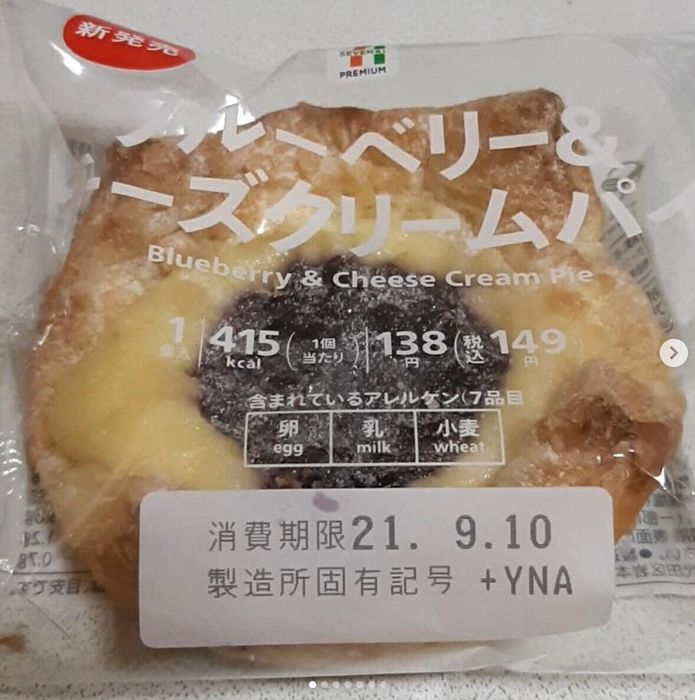 新発売
SEVEN&i
PREMIUM
ブルーベリー&
チーズクリームパイ
Blueberry & Cheese Cream Pie
1個入 415kcal (1個当たり) 138円 (税込149円
含まれているアレルゲン(7品目
卵 乳 小麦
egg milk wheat
消費期限21. 9.10
製造所固有記号 +YNA